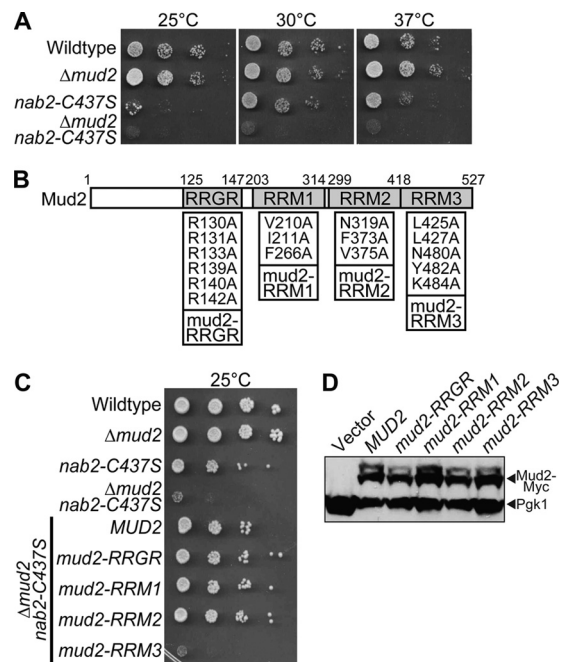 A
25°C 30°C 37°C
Wildtype
Δmud2
nab2-C437S
Δmud2
nab2-C437S
B
1 125 147 203 314 299 418 527
Mud2 RRGR RRM1 RRM2 RRM3
R130A V210A N319A L425A
R131A I211A F373A L427A
R133A F266A V375A N480A
R139A mud2- mud2- Y482A
R140A RRM1 RRM2 K484A
R142A mud2-
mud2- RRM3
RRGR
C
25°C
Wildtype
Δmud2
nab2-C437S
Δmud2
nab2-C437S
Δmud2
nab2-C437S
MUD2
mud2-RRGR
mud2-RRM1
mud2-RRM2
mud2-RRM3
D
Vector
MUD2
mud2-RRGR
mud2-RRM1
mud2-RRM2
mud2-RRM3
Mud2-
Myc
Pgk1